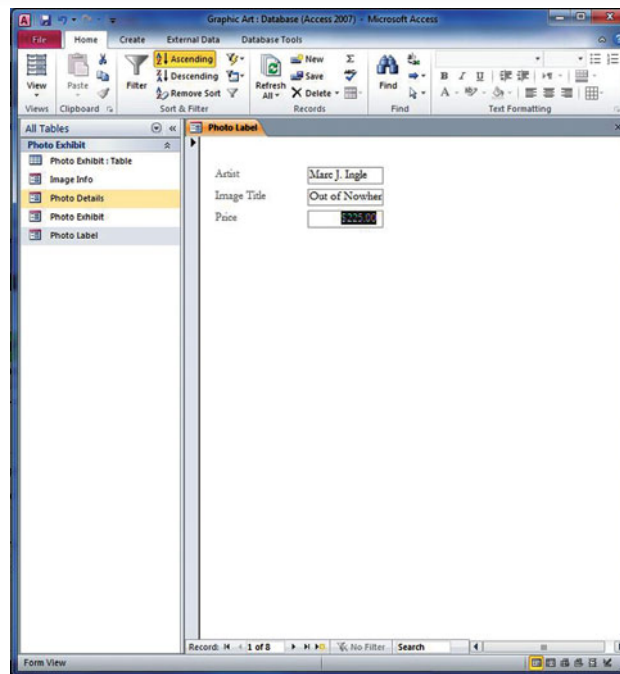 Graphic Art : Database (Access 2007) - Microsoft Access
File Home Create External Data Database Tools
View
Paste
Filter
Ascending
Descending
Remove Sort
Refresh All
New
Save
Delete
Find
Views Clipboard Sort & Filter Records Find Text Formatting
All Tables
Photo Label
Photo Exhibit
Photo Exhibit : Table
Image Info
Photo Details
Photo Exhibit
Photo Label
Artist Marc J. Ingle
Image Title Out of Nowher
Price $225.00
Record: 1 of 8 No Filter Search
Form View